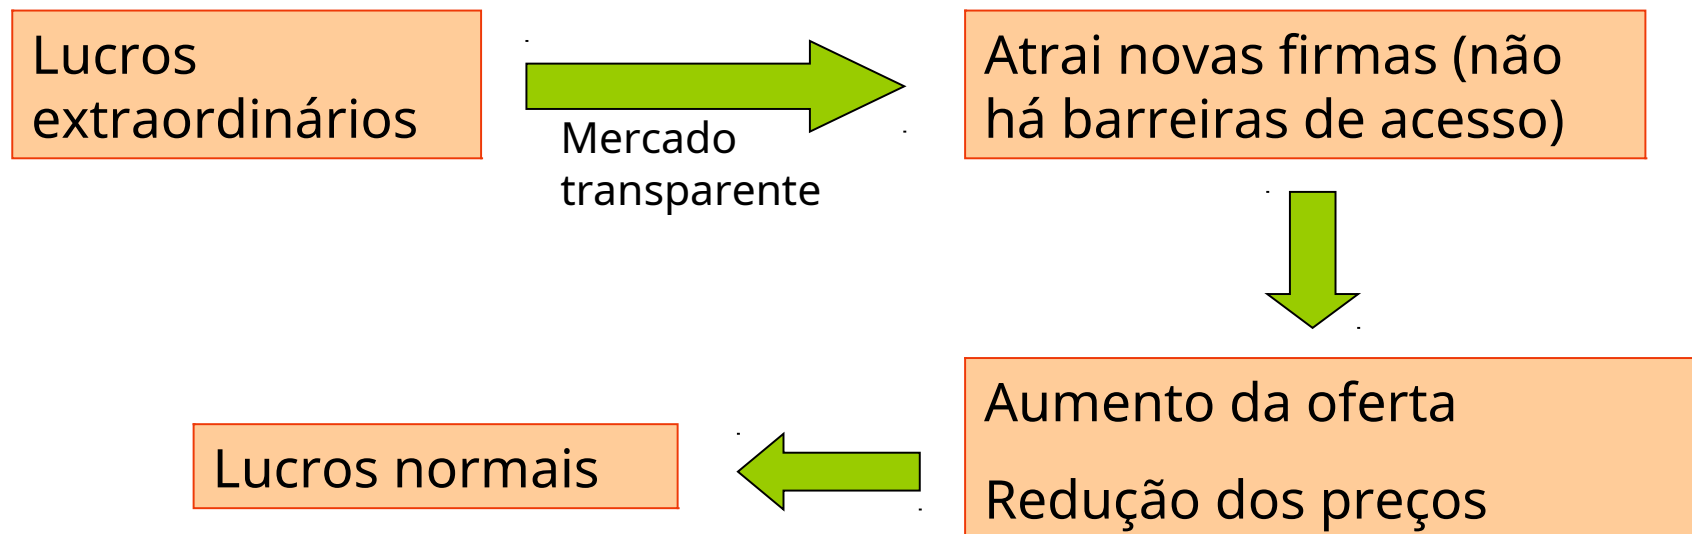 Lucros
extraordinários
Mercado
transparente
Atrai novas firmas (não
há barreiras de acesso)
Aumento da oferta
Redução dos preços
Lucros normais